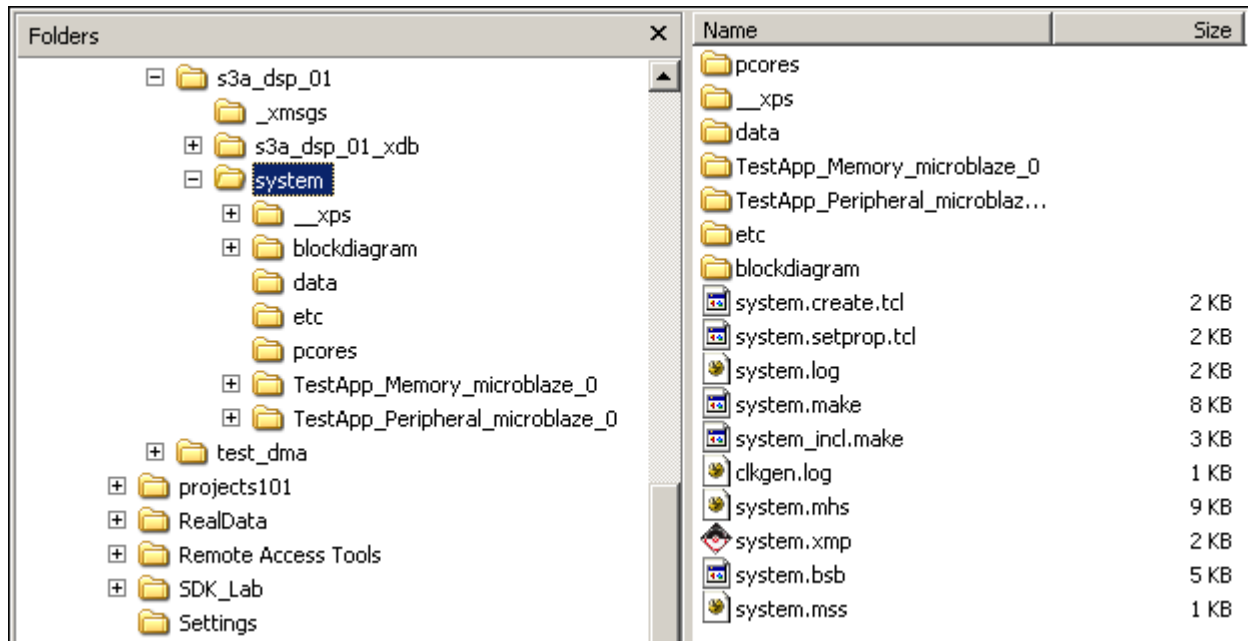 Folders
s3a_dsp_01
_xmsgs
s3a_dsp_01_xdb
system
__xps
blockdiagram
data
etc
pcores
TestApp_Memory_microblaze_0
TestApp_Peripheral_microblaze_0
test_dma
projects101
RealData
Remote Access Tools
SDK_Lab
Settings
Name Size
pcores
__xps
data
TestApp_Memory_microblaze_0
TestApp_Peripheral_microblaz...
etc
blockdiagram
system.create.tcl 2 KB
system.setprop.tcl 2 KB
system.log 2 KB
system.make 8 KB
system_incl.make 3 KB
clkgen.log 1 KB
system.mhs 9 KB
system.xmp 2 KB
system.bsb 5 KB
system.mss 1 KB